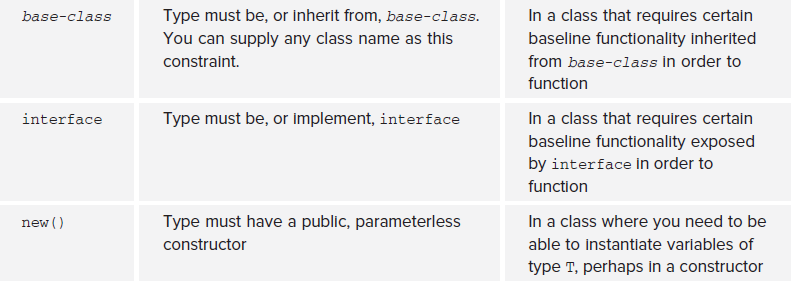 base-class
Type must be, or inherit from, base-class.
You can supply any class name as this
constraint.
In a class that requires certain
baseline functionality inherited
from base-class in order to
function
interface
Type must be, or implement, interface
In a class that requires certain
baseline functionality exposed
by interface in order to
function
new()
Type must have a public, parameterless
constructor
In a class where you need to be
able to instantiate variables of
type T, perhaps in a constructor